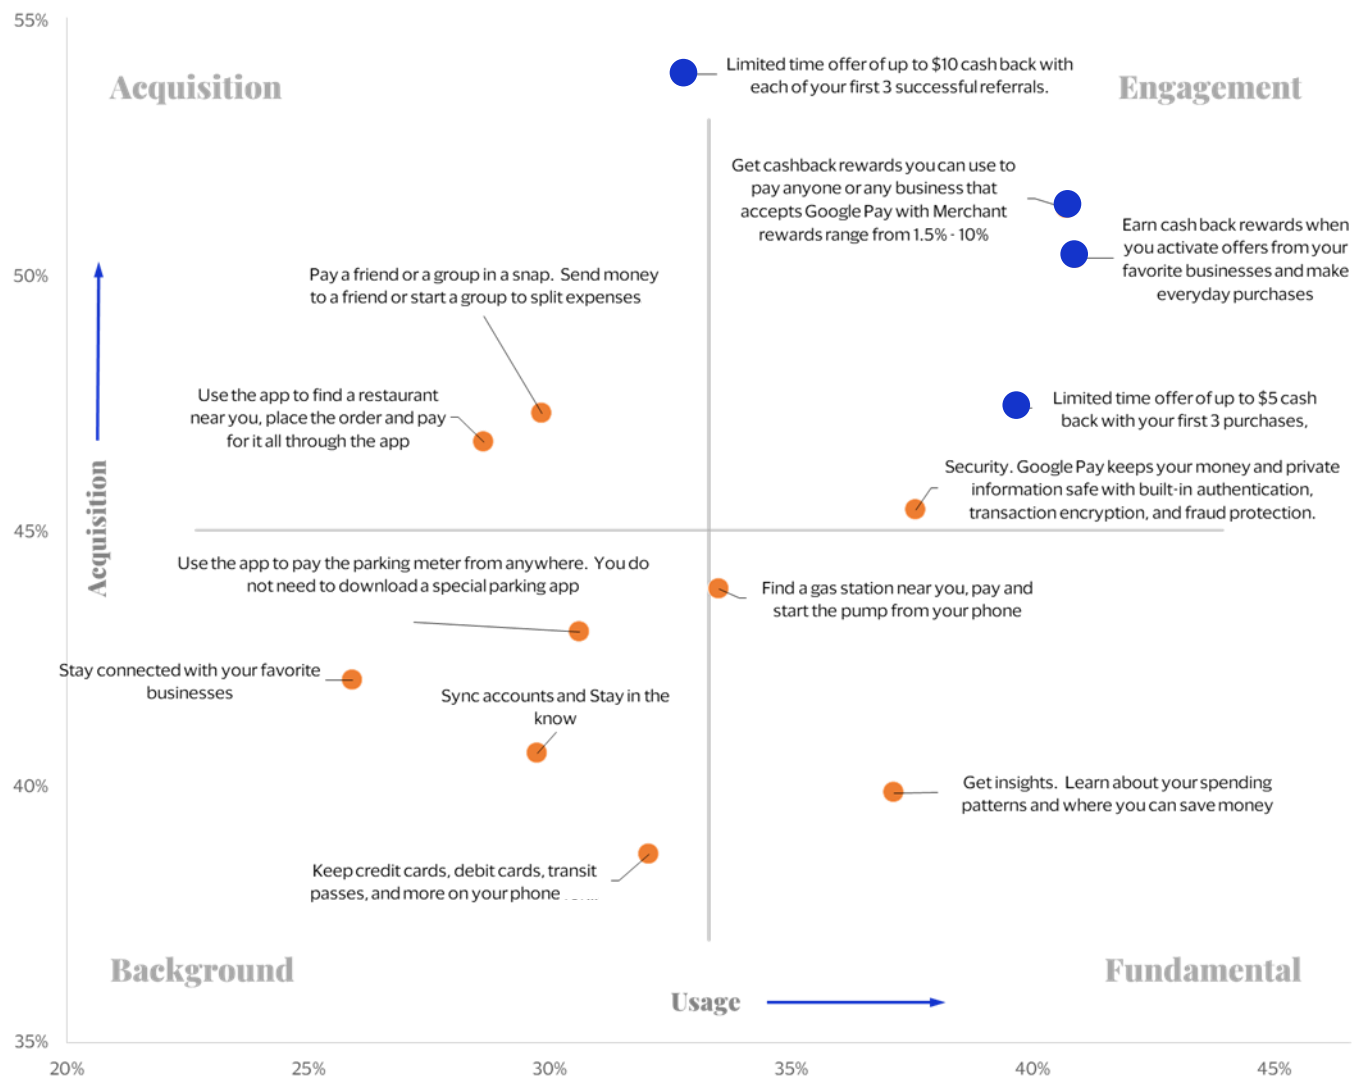 55%
Acquisition
Limited time offer of up to $10 cash back with
each of your first 3 successful referrals.
Engagement
Get cashback rewards you can use to
pay anyone or any business that
accepts Google Pay with Merchant
rewards range from 1.5% - 10%
Earn cash back rewards when
you activate offers from your
favorite businesses and make
everyday purchases
50%
Pay a friend or a group in a snap. Send money
to a friend or start a group to split expenses
Use the app to find a restaurant
near you, place the order and pay
for it all through the app
Limited time offer of up to $5 cash
back with your first 3 purchases,
Security. Google Pay keeps your money and private
information safe with built-in authentication,
transaction encryption, and fraud protection.
45%
Acquisition
Use the app to pay the parking meter from anywhere. You do
not need to download a special parking app
Find a gas station near you, pay and
start the pump from your phone
Stay connected with your favorite
businesses
Sync accounts and Stay in the
know
40%
Get insights. Learn about your spending
patterns and where you can save money
Keep credit cards, debit cards, transit
passes, and more on your phone
Background
Fundamental
Usage
35%
20%
25%
30%
35%
40%
45%